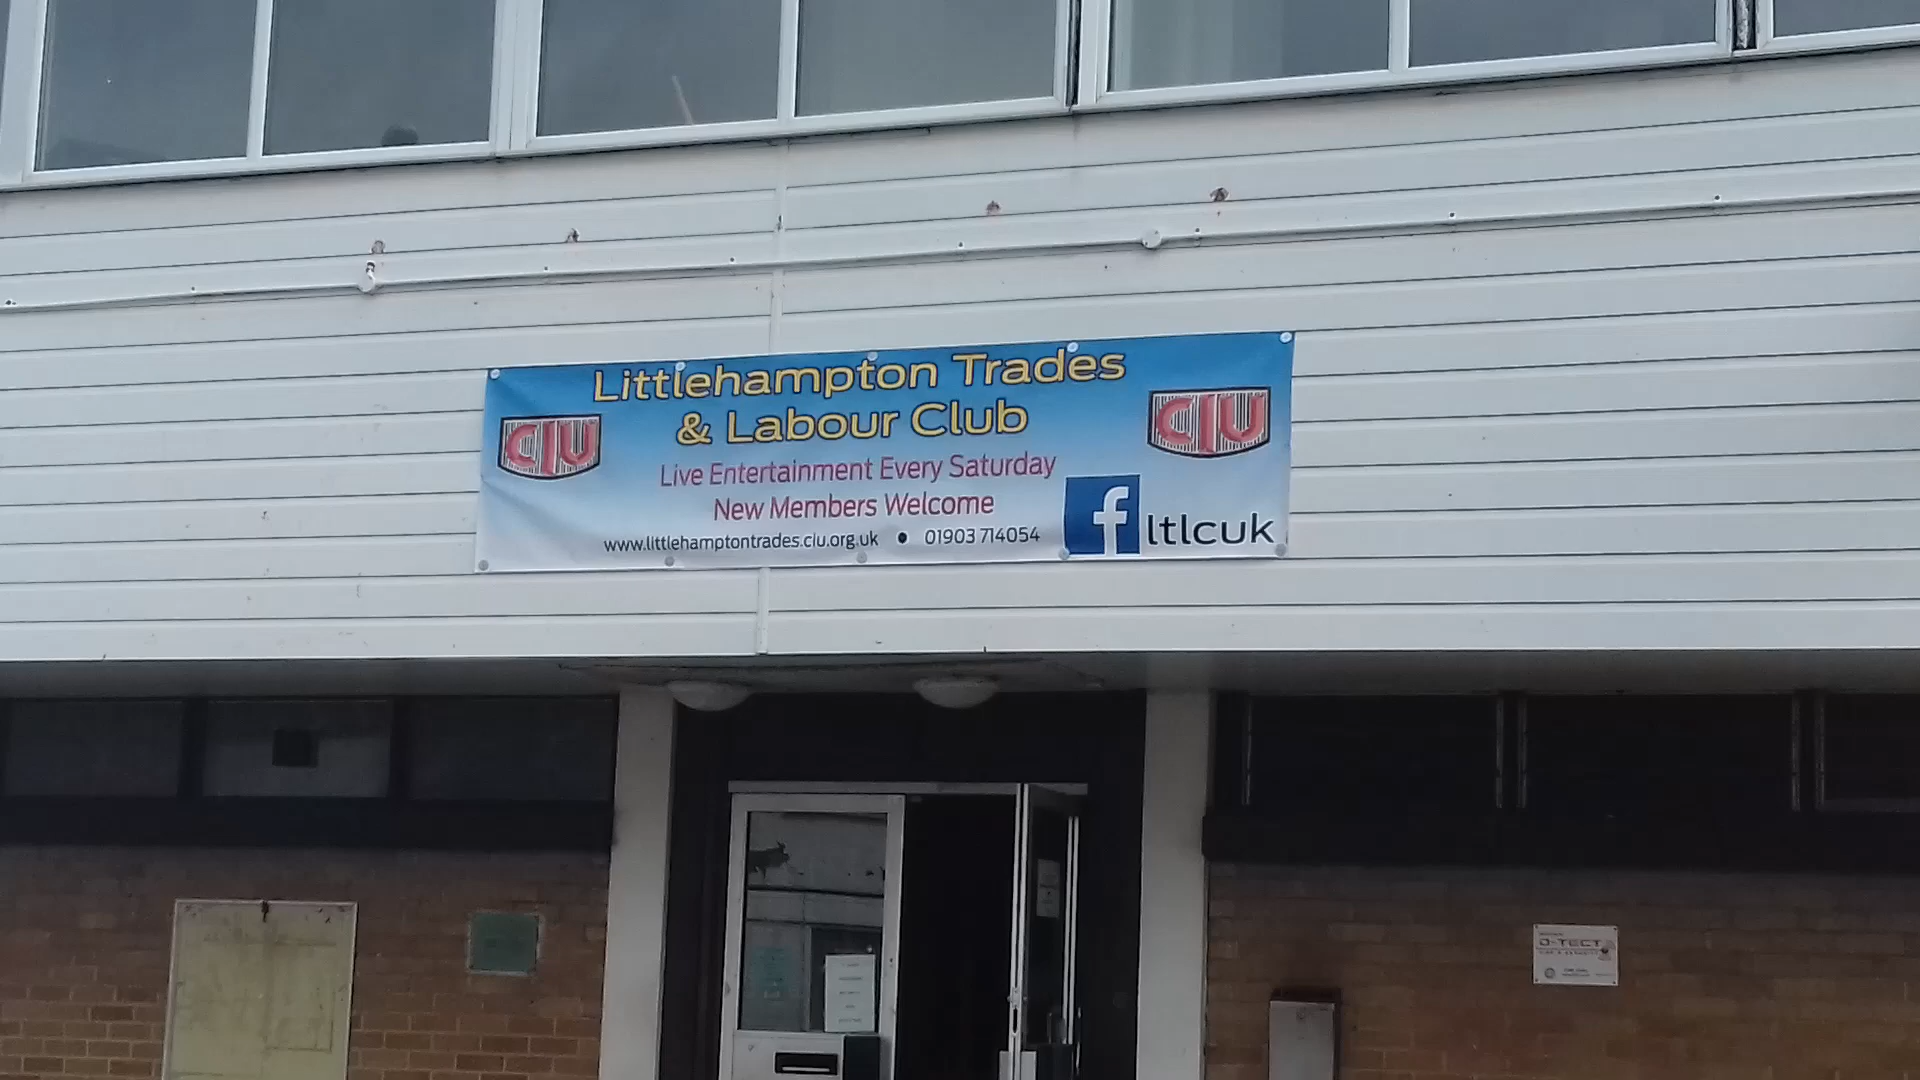 Littlehampton Trades
& Labour Club
CIU
CIU
Live Entertainment Every Saturday
New Members Welcome
www.littlehamptontrades.ciu.org.uk • 01903 714054
f ltlcuk
D-TECT